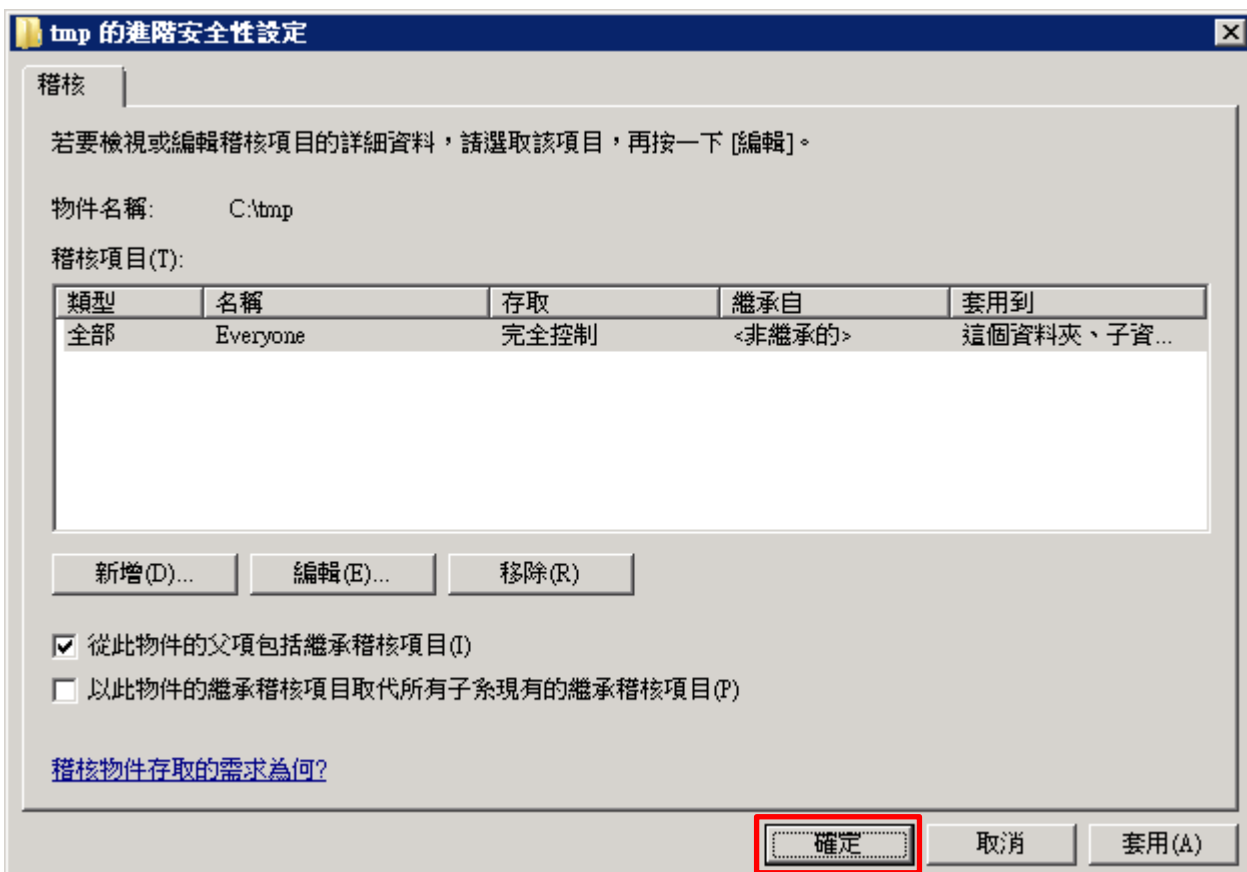 tmp 的進階安全性設定
稽核
若要檢視或編輯稽核項目的詳細資料，請選取該項目，再按一下 [編輯]。
物件名稱: C:\tmp
稽核項目(T):
類型 名稱 存取 繼承自 套用到
全部 Everyone 完全控制 <非繼承的> 這個資料夾、子資...
新增(D)... 編輯(E)... 移除(R)
從此物件的父項包括繼承稽核項目(I)
以此物件的繼承稽核項目取代所有子系現有的繼承稽核項目(P)
稽核物件存取的需求為何?
確定 取消 套用(A)